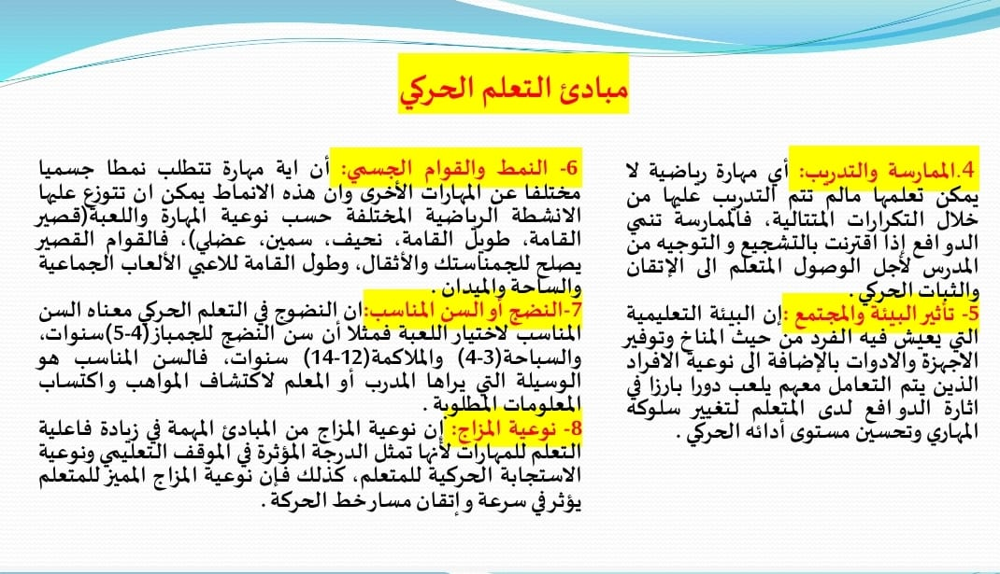 مبادئ التعلم الحركي
4.الممارسة والتدريب: أي مهارة رياضية لا
يمكن تعلمها مالم تتم التدريب عليها من
خلال التكرارات المتتالية، فالممارسة تنمي
الدوافع إذا اقترنت بالتشجيع والتوجيه من
المدرس لأجل الوصول المتعلم الى الإتقان
والثبات الحركي .
5- تأثير البيئة والمجتمع :إن البيئة التعليمية
التي يعيش فيه الفرد من حيث المناخ وتوفير
الاجهزة والادوات بالإضافة الى نوعية الافراد
الذين يتم التعامل معهم يلعب دورا بارزا في
اثارة الدوافع لدى المتعلم لتغيير سلوكه
المهاري وتحسين مستوى أدائه الحركي .
6- النمط والقوام الجسمي: أن اية مهارة تتطلب نمطا جسميا
مختلفا عن المهارات الأخرى وان هذه الانماط يمكن ان تتوزع عليها
الانشطة الرياضية المختلفة حسب نوعية المهارة واللعبة(قصير
القامة، طويل القامة، نحيف، سمين، عضلي)، فالقوام القصير
يصلح للجمناستك والأثقال، وطول القامة للاعبي الألعاب الجماعية
والساحة والميدان .
7-النضج أو السن المناسب:ان النضوج في التعلم الحركي معناه السن
المناسب لاختيار اللعبة فمثلا أن سن النضج للجمباز(4-5)سنوات،
والسباحة(3-4) والملاكمة(12-14) سنوات، فالسن المناسب هو
الوسيلة التي يراها المدرب أو المعلم لاكتشاف المواهب واكتساب
المعلومات المطلوبة .
8- نوعية المزاج: إن نوعية المزاج من المبادئ المهمة في زيادة فاعلية
التعلم للمهارات لأنها تمثل الدرجة المؤثرة في الموقف التعليمي ونوعية
الاستجابة الحركية للمتعلم، كذلك فإن نوعية المزاج المميز للمتعلم
يؤثر في سرعة وإتقان مسار خط الحركة .